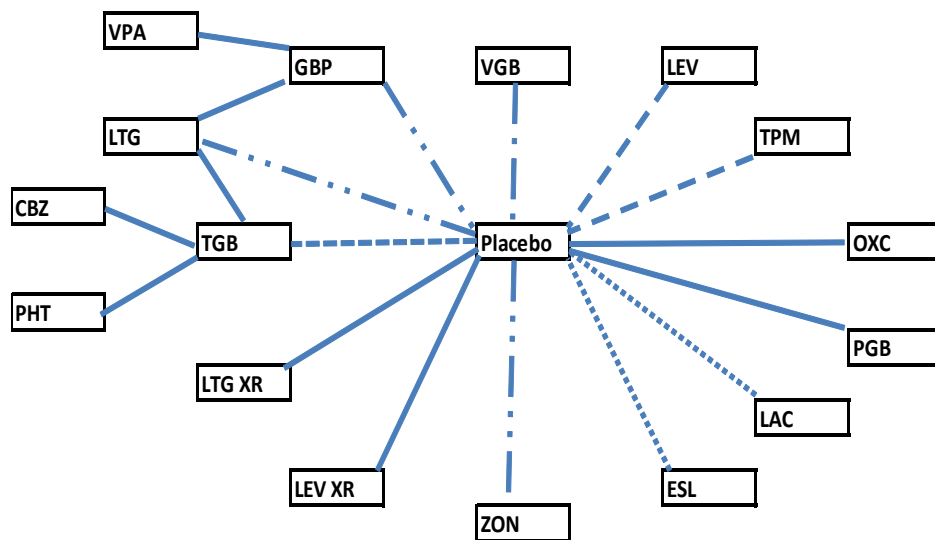 VPA
GBP
VGB
LEV
LTG
TPM
CBZ
TGB
Placebo
OXC
PHT
PGB
LTG XR
LAC
LEV XR
ESL
ZON